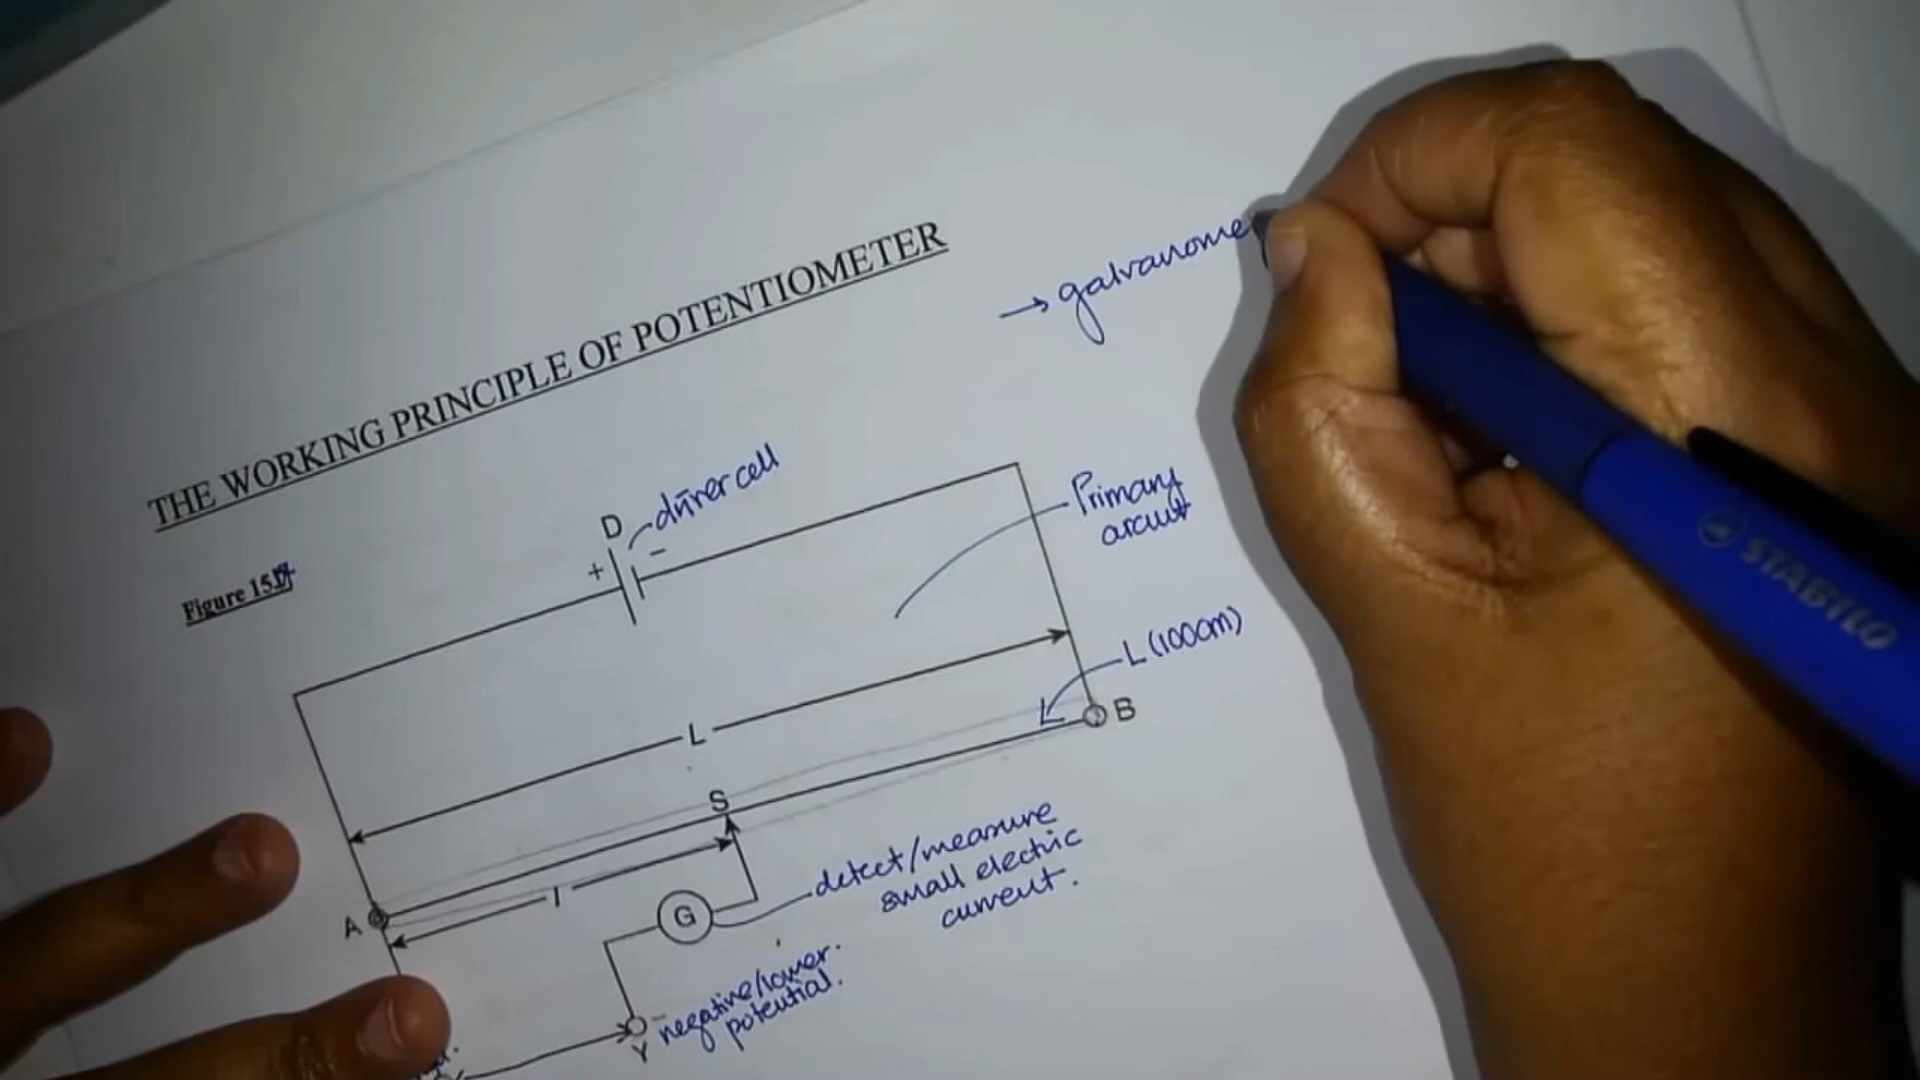 THE WORKING PRINCIPLE OF POTENTIOMETER
→ galvanome
Figure 15.
D
driver cell
+
-
Primary
circuit
L
L (100cm)
B
S
l
A
G
detect/measure
small electric
current.
-
negative/lower
potential.
Y
STABILO